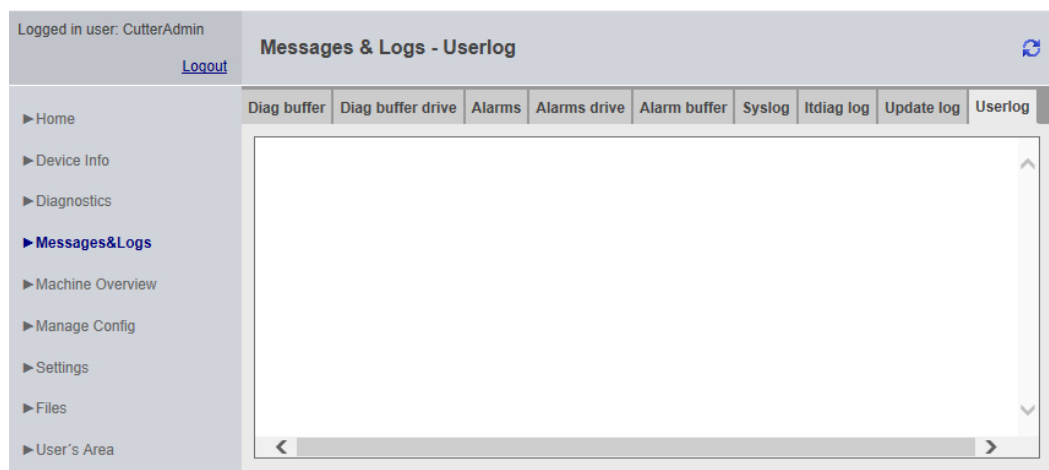 Logged in user: CutterAdmin
Logout
Messages & Logs - Userlog
Diag buffer Diag buffer drive Alarms Alarms drive Alarm buffer Syslog Itdiag log Update log Userlog
►Home
►Device Info
►Diagnostics
►Messages&Logs
►Machine Overview
►Manage Config
►Settings
►Files
►User's Area